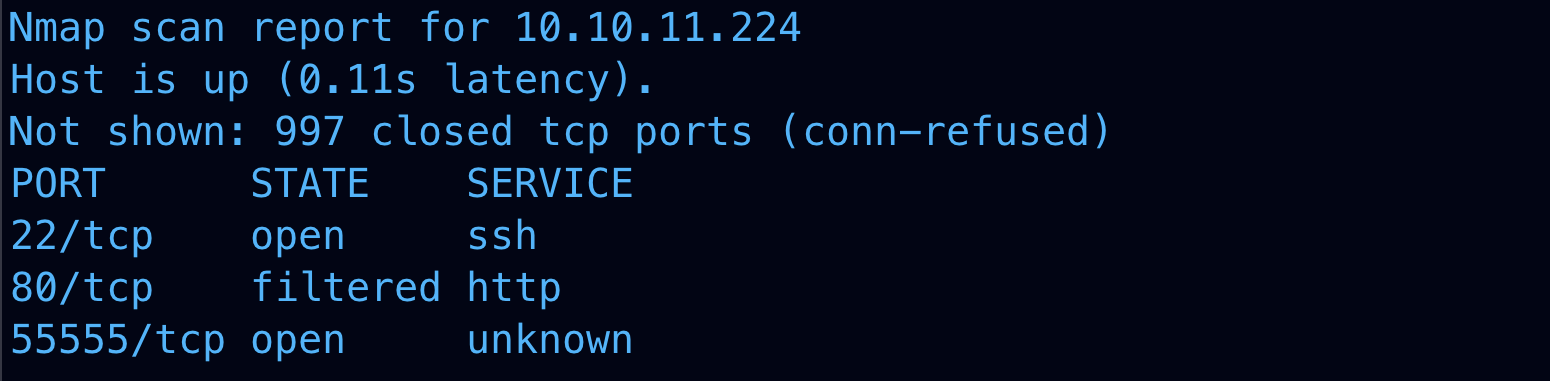 Nmap scan report for 10.10.11.224
Host is up (0.11s latency).
Not shown: 997 closed tcp ports (conn-refused)
PORT      STATE    SERVICE
22/tcp    open     ssh
80/tcp    filtered http
55555/tcp open     unknown